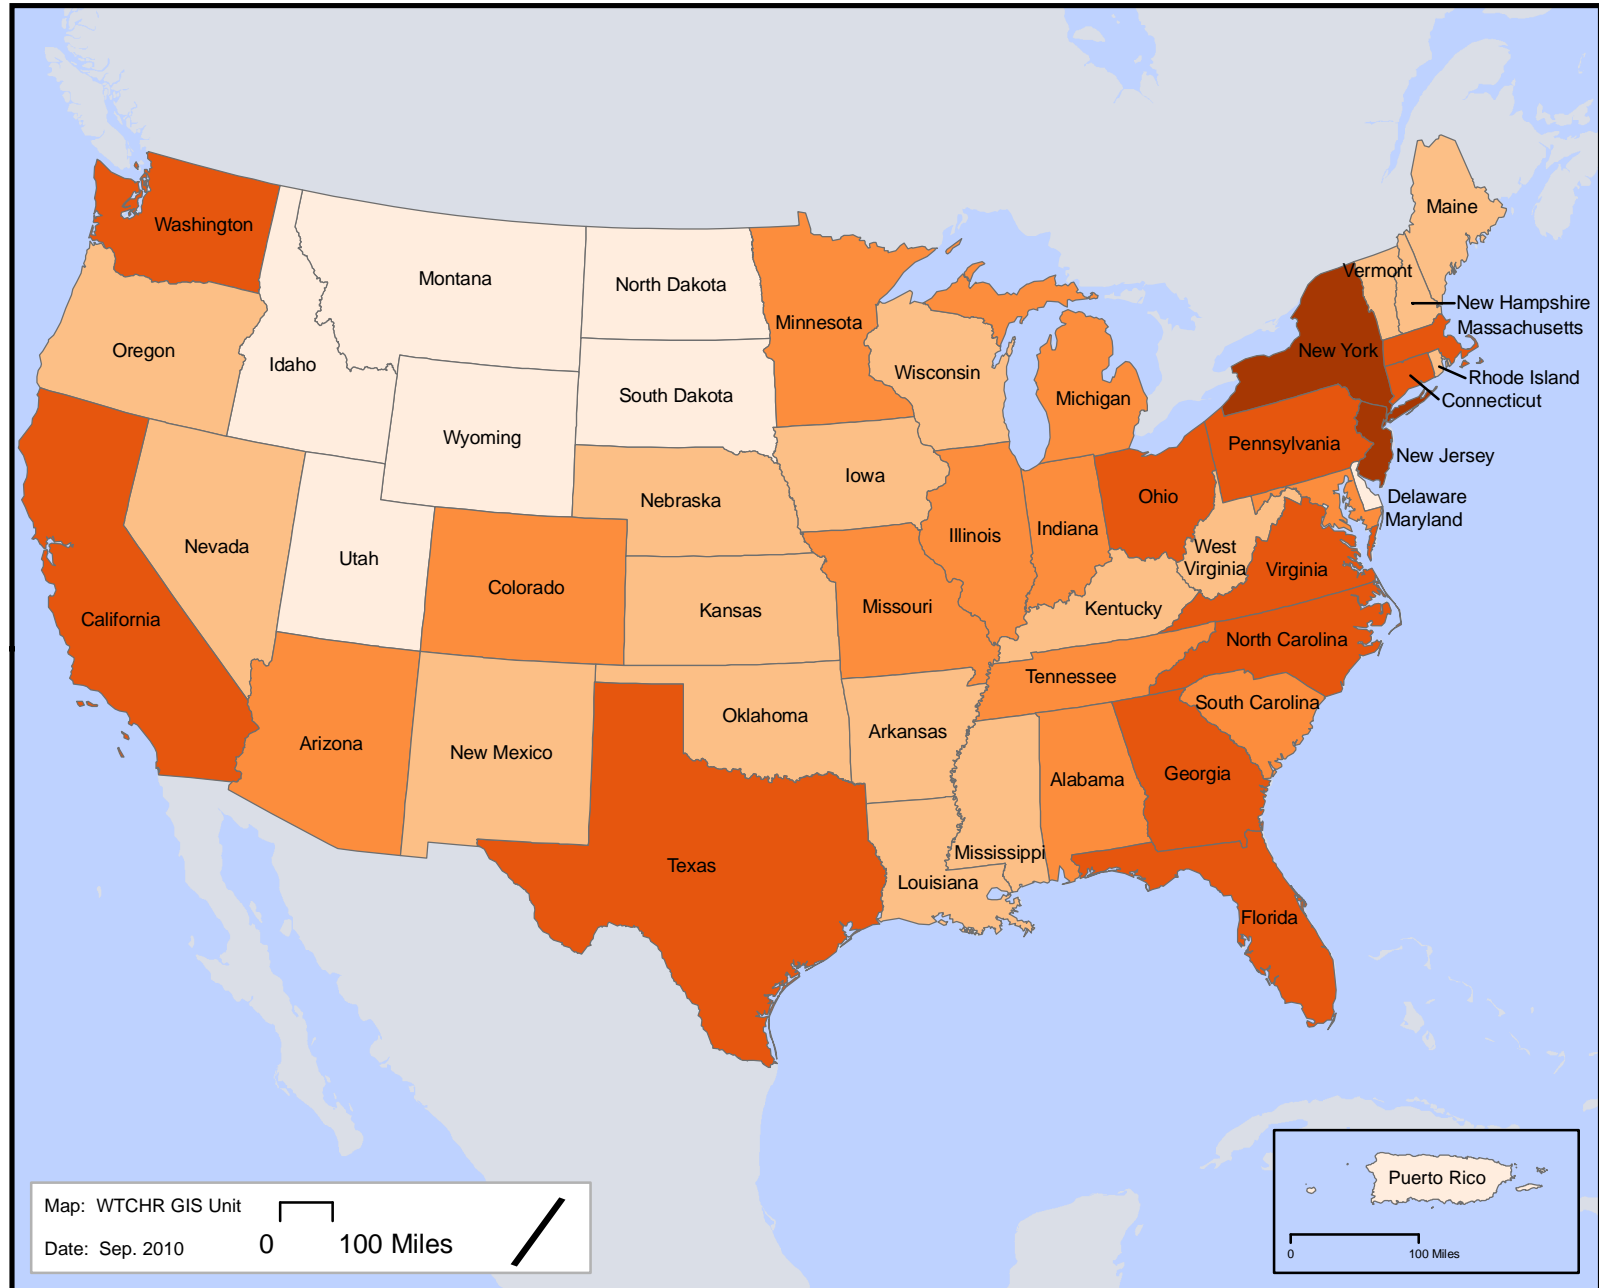 Maine
Washington
Vermont
Montana
North Dakota
New Hampshire
Minnesota
Massachusetts
Oregon
New York
Idaho
Wisconsin
Rhode Island
South Dakota
Michigan
Connecticut
Wyoming
Pennsylvania
New Jersey
Iowa
Ohio
Delaware
Nebraska
Maryland
Indiana
Illinois
Nevada
West
Virginia
Utah
Virginia
Colorado
Missouri
Kentucky
Kansas
California
North Carolina
Tennessee
South Carolina
Oklahoma
Arkansas
Arizona
New Mexico
Georgia
Alabama
Mississippi
Texas
Louisiana
Florida
Puerto Rico
0 100 Miles
Map: WTCHR GIS Unit
Date: Sep. 2010
0 100 Miles